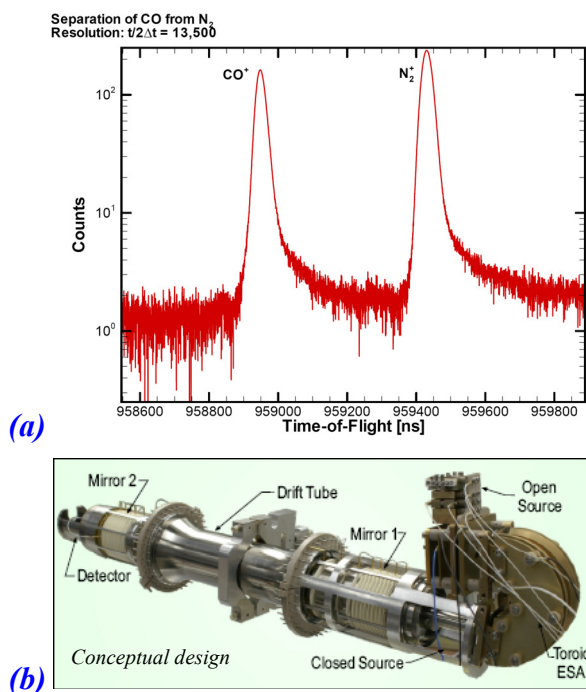 Separation of CO from N₂
Resolution: t/2Δt = 13,500
CO⁺
N₂⁺
10²
10¹
10⁰
Counts
958600 958800 959000 959200 959400 959600 959800
Time-of-Flight [ns]
(a)
Mirror 2
Drift Tube
Open
Source
Mirror 1
Detector
Closed Source
Toroid
ESA
Conceptual design
(b)